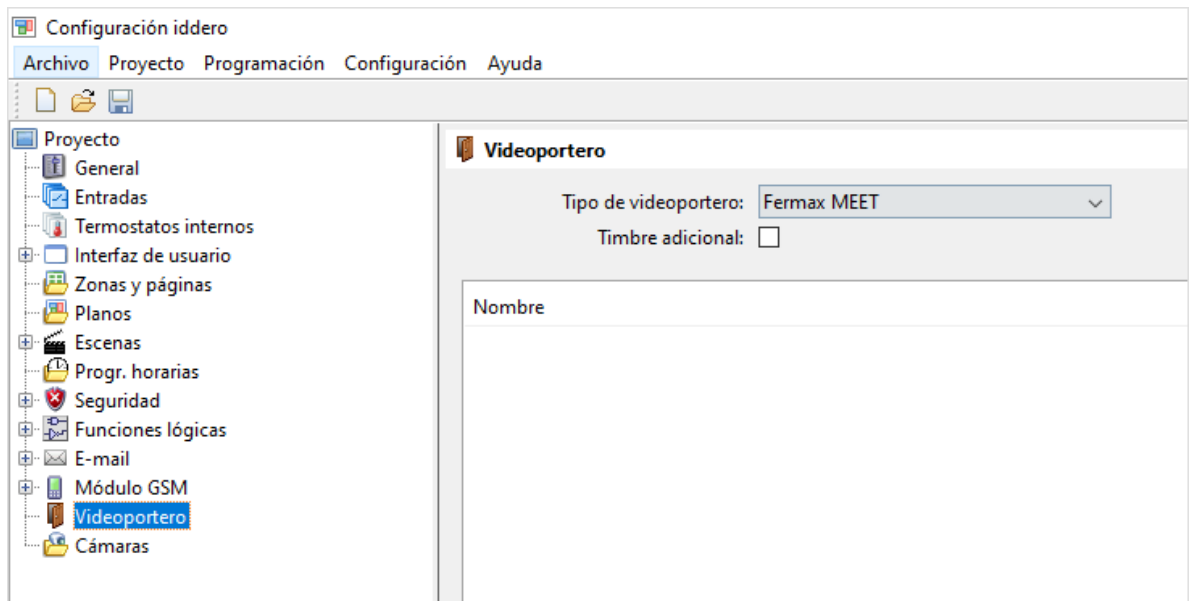 Configuración iddero
Archivo Proyecto Programación Configuración Ayuda
Proyecto
General
Entradas
Termostatos internos
Interfaz de usuario
Zonas y páginas
Planos
Escenas
Progr. horarias
Seguridad
Funciones lógicas
E-mail
Módulo GSM
Videoportero
Cámaras
Videoportero
Tipo de videoportero: Fermax MEET
Timbre adicional:
Nombre